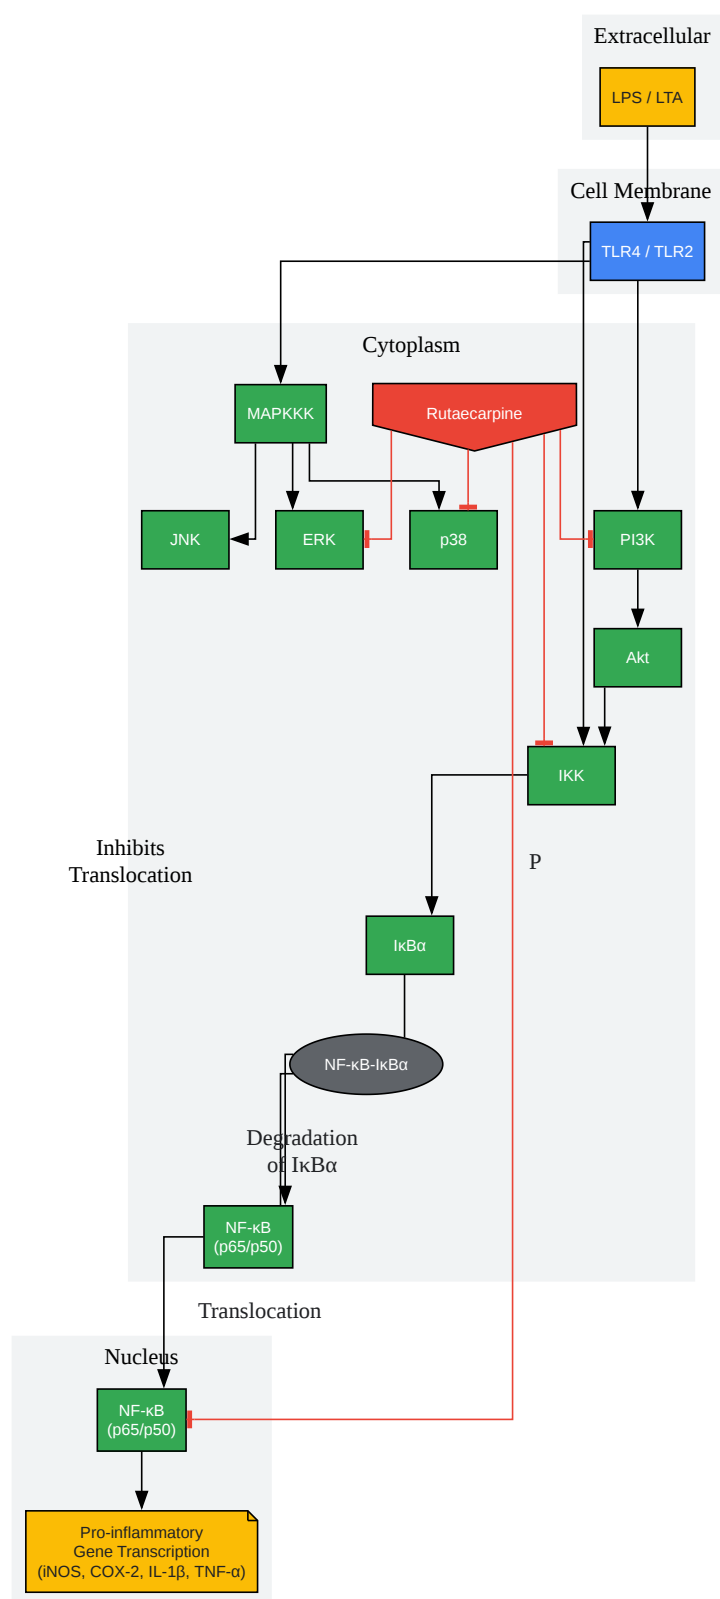 Extracellular
LPS / LTA
Cell Membrane
TLR4 / TLR2
Cytoplasm
MAPKKK
Rutaecarpine
JNK
ERK
p38
PI3K
Akt
IKK
Inhibits
Translocation
P
IκBα
NF-κB-IκBα
Degradation
of IκBα
NF-κB
(p65/p50)
Translocation
Nucleus
NF-κB
(p65/p50)
Pro-inflammatory
Gene Transcription
(iNOS, COX-2, IL-1β, TNF-α)